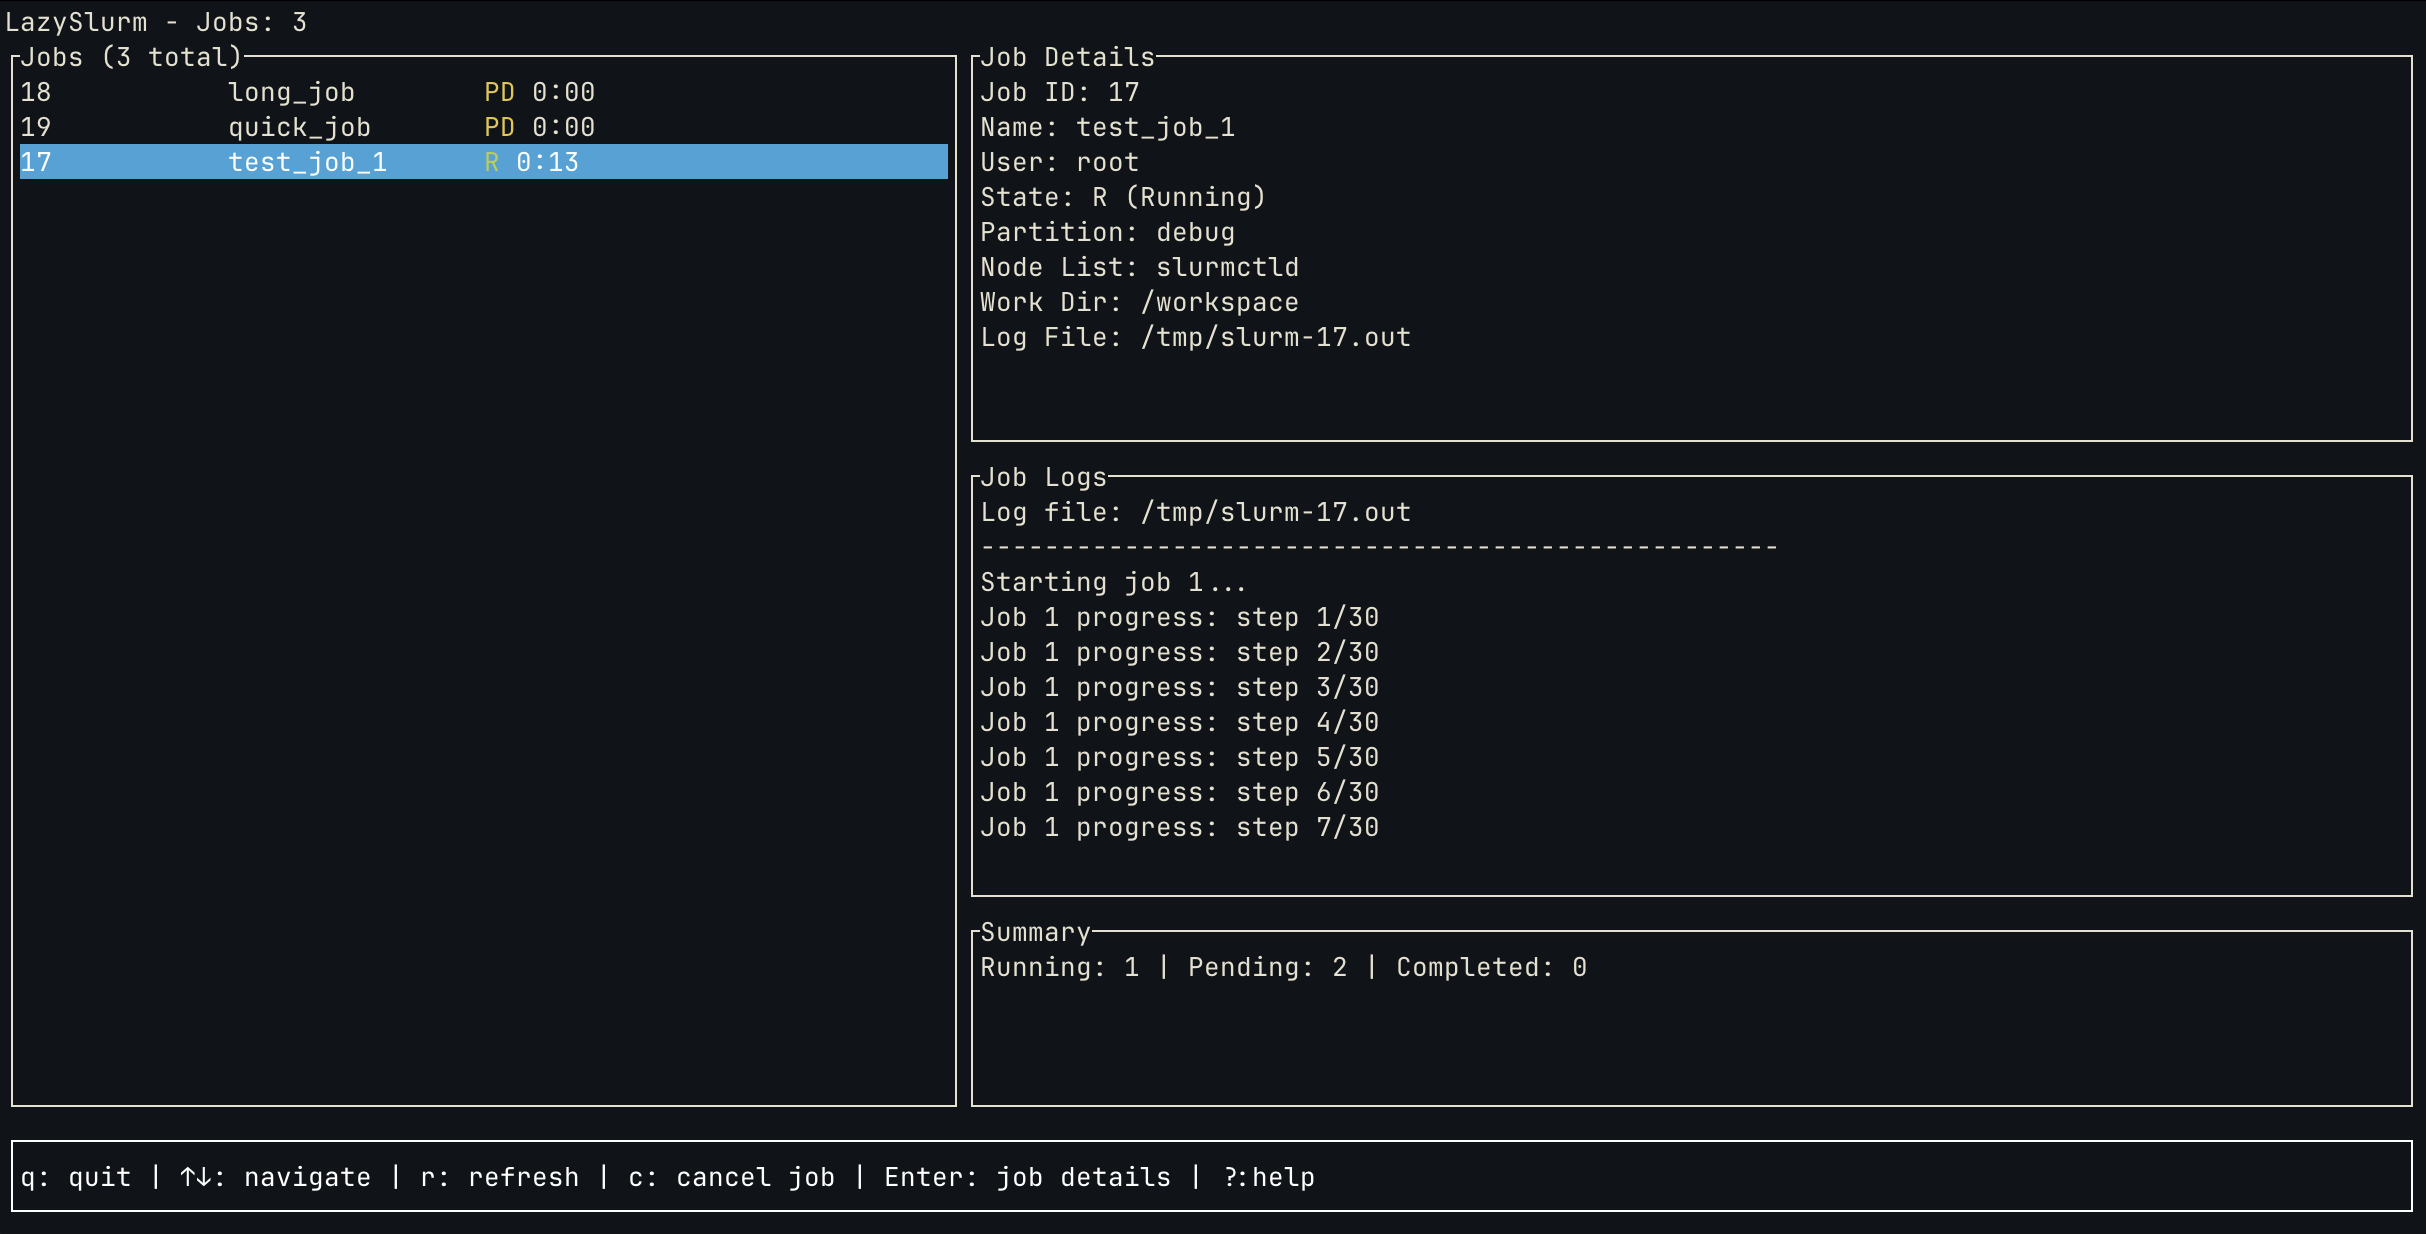 LazySlurm - Jobs: 3
Jobs (3 total)
18 long_job PD 0:00
19 quick_job PD 0:00
17 test_job_1 R 0:13
Job Details
Job ID: 17
Name: test_job_1
User: root
State: R (Running)
Partition: debug
Node List: slurmctld
Work Dir: /workspace
Log File: /tmp/slurm-17.out
Job Logs
Log file: /tmp/slurm-17.out
--------------------------------------------------
Starting job 1...
Job 1 progress: step 1/30
Job 1 progress: step 2/30
Job 1 progress: step 3/30
Job 1 progress: step 4/30
Job 1 progress: step 5/30
Job 1 progress: step 6/30
Job 1 progress: step 7/30
Summary
Running: 1 | Pending: 2 | Completed: 0
q: quit | ↑↓: navigate | r: refresh | c: cancel job | Enter: job details | ?:help